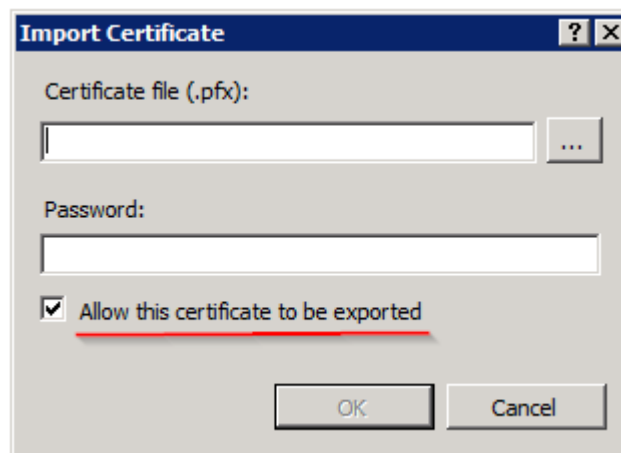 Import Certificate
Certificate file (.pfx):
...
Password:
Allow this certificate to be exported
OK Cancel